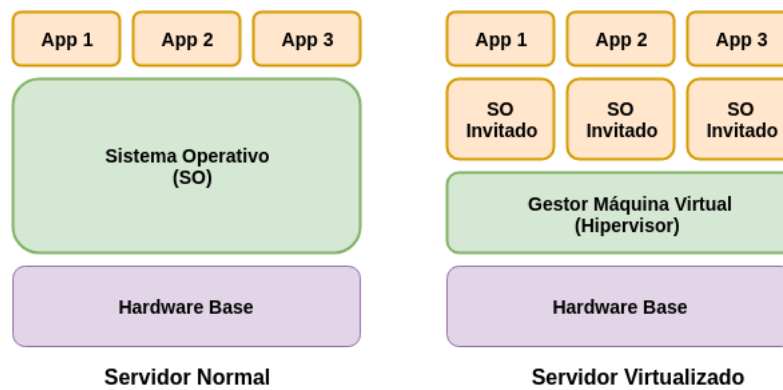 App 1
App 2
App 3
Sistema Operativo
(SO)
Hardware Base
Servidor Normal
App 1
App 2
App 3
SO
Invitado
SO
Invitado
SO
Invitado
Gestor Máquina Virtual
(Hipervisor)
Hardware Base
Servidor Virtualizado